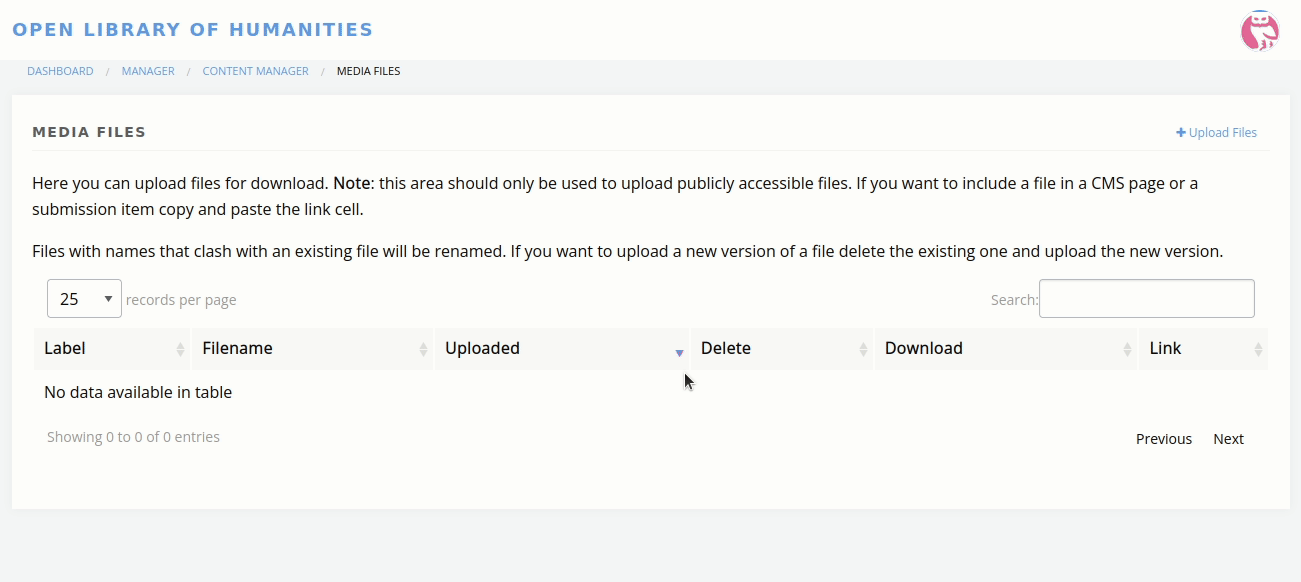 OPEN LIBRARY OF HUMANITIES
DASHBOARD / MANAGER / CONTENT MANAGER / MEDIA FILES
MEDIA FILES
Upload Files
Here you can upload files for download. Note: this area should only be used to upload publicly accessible files. If you want to include a file in a CMS page or a
submission item copy and paste the link cell.
Files with names that clash with an existing file will be renamed. If you want to upload a new version of a file delete the existing one and upload the new version.
25 records per page Search:
Label Filename Uploaded Delete Download Link
No data available in table
Showing 0 to 0 of 0 entries
Previous Next